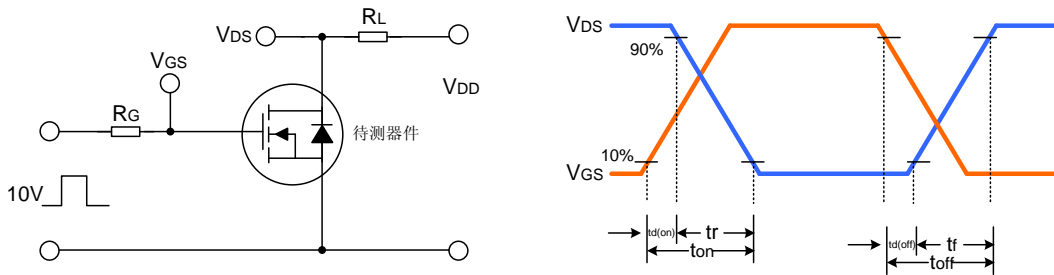 VDS
RL
VGS
VDD
RG
待测器件
10V
VDS
90%
10%
VGS
td(on)
tr
ton
td(off)
tf
toff